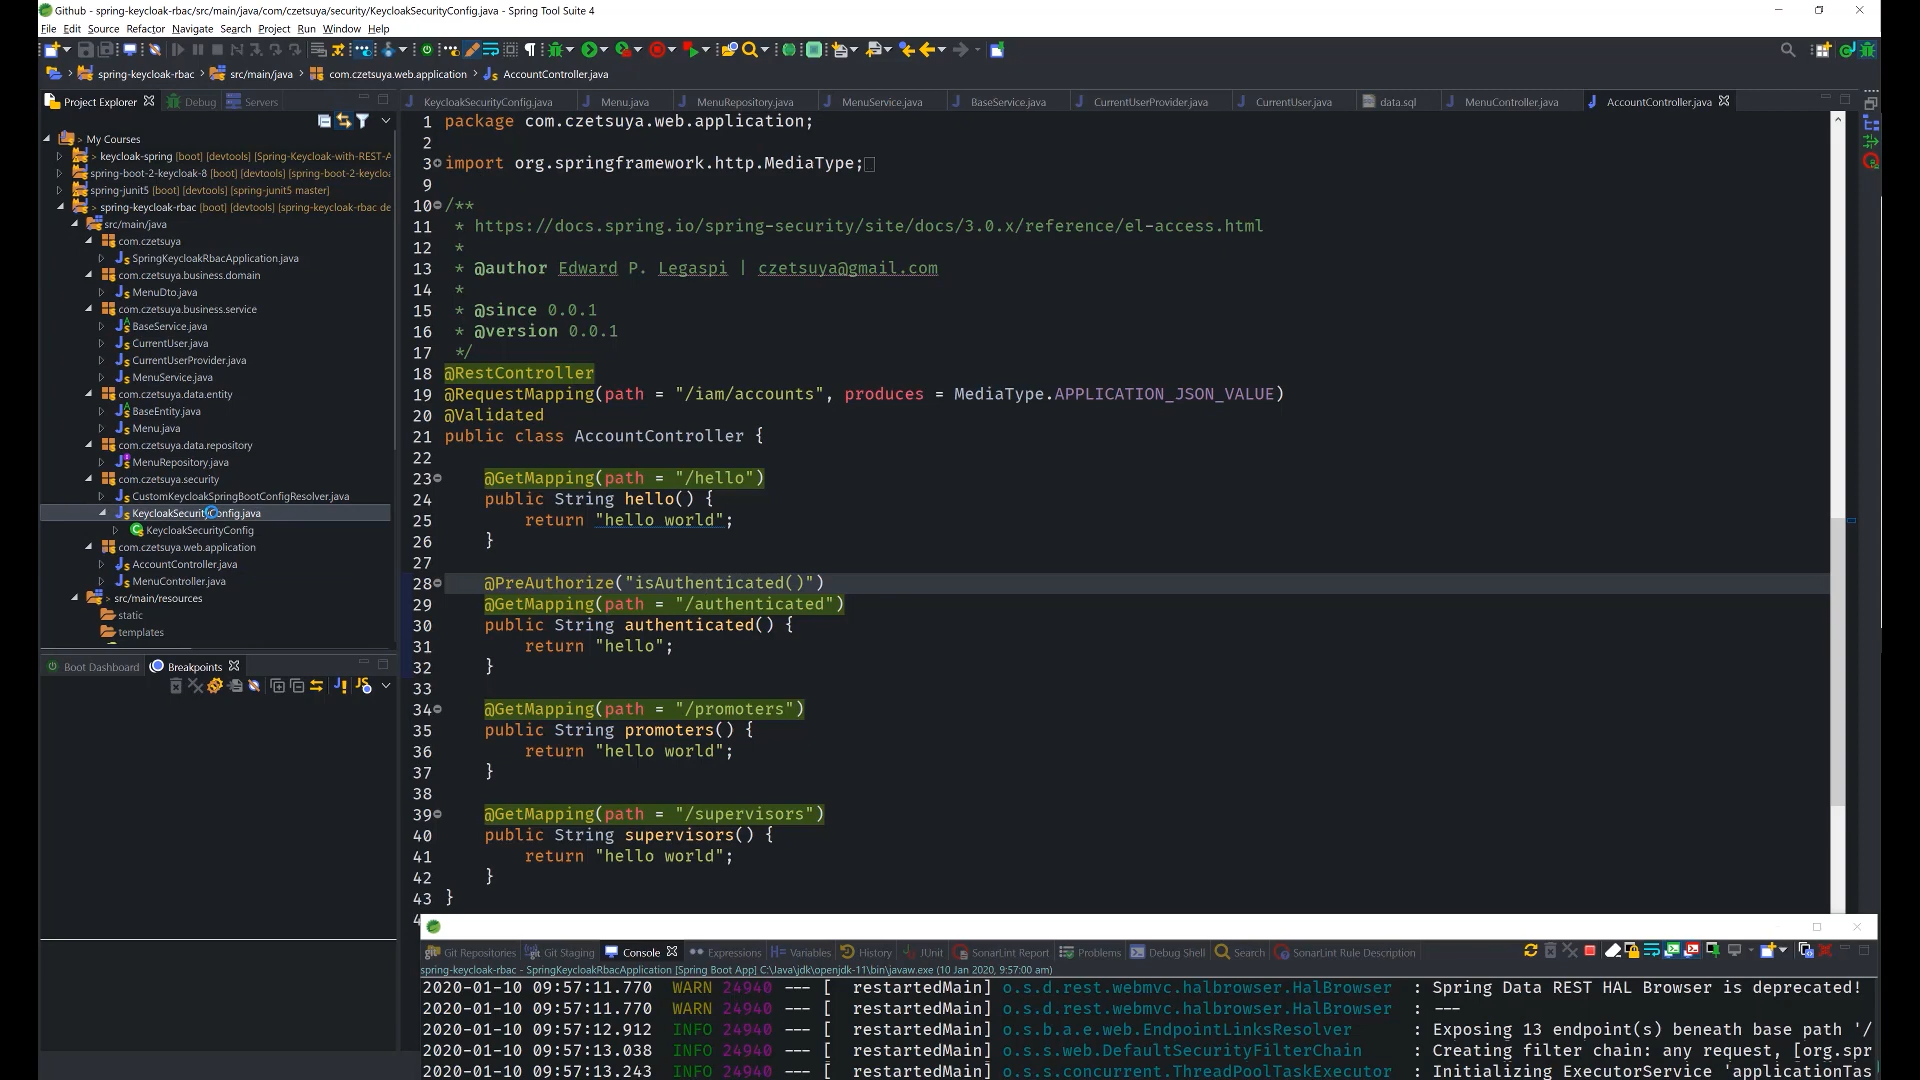 Github - spring-keycloak-rbac/src/main/java/com/czetsuya/security/KeycloakSecurityConfig.java - Spring Tool Suite 4
File Edit Source Refactor Navigate Search Project Run Window Help
spring-keycloak-rbac src/main/java com.czetsuya.web.application AccountController.java
Project Explorer Debug Servers
KeycloakSecurityConfig.java Menu.java MenuRepository.java MenuService.java BaseService.java CurrentUserProvider.java CurrentUser.java data.sql MenuController.java AccountController.java
> My Courses
> keycloak-spring [boot] [devtools] [Spring-Keycloak-with-REST-A
spring-boot-2-keycloak-8 [boot] [devtools] [spring-boot-2-keyclo
spring-junit5 [boot] [devtools] [spring-junit5 master]
> spring-keycloak-rbac [boot] [devtools] [spring-keycloak-rbac de
src/main/java
com.czetsuya
SpringKeycloakRbacApplication.java
com.czetsuya.business.domain
MenuDto.java
com.czetsuya.business.service
BaseService.java
CurrentUser.java
CurrentUserProvider.java
MenuService.java
com.czetsuya.data.entity
BaseEntity.java
Menu.java
com.czetsuya.data.repository
MenuRepository.java
com.czetsuya.security
CustomKeycloakSpringBootConfigResolver.java
KeycloakSecurityConfig.java
KeycloakSecurityConfig
> com.czetsuya.web.application
AccountController.java
MenuController.java
> src/main/resources
static
templates
Boot Dashboard Breakpoints
1 package com.czetsuya.web.application;
2
3 import org.springframework.http.MediaType;
9
10 /**
11 * https://docs.spring.io/spring-security/site/docs/3.0.x/reference/el-access.html
12 *
13 * @author Edward P. Legaspi | czetsuya@gmail.com
14 *
15 * @since 0.0.1
16 * @version 0.0.1
17 */
18 @RestController
19 @RequestMapping(path = "/iam/accounts", produces = MediaType.APPLICATION_JSON_VALUE)
20 @Validated
21 public class AccountController {
22
23 @GetMapping(path = "/hello")
24 public String hello() {
25 return "hello world";
26 }
27
28 @PreAuthorize("isAuthenticated()")
29 @GetMapping(path = "/authenticated")
30 public String authenticated() {
31 return "hello";
32 }
33
34 @GetMapping(path = "/promoters")
35 public String promoters() {
36 return "hello world";
37 }
38
39 @GetMapping(path = "/supervisors")
40 public String supervisors() {
41 return "hello world";
42 }
43 }
Git Repositories Git Staging Console Expressions Variables History JUnit SonarLint Report Problems Debug Shell Search SonarLint Rule Description
spring-keycloak-rbac - SpringKeycloakRbacApplication [Spring Boot App] C:\Java\jdk\openjdk-11\bin\javaw.exe (10 Jan 2020, 9:57:00 am)
2020-01-10 09:57:11.770 WARN 24940 --- [ restartedMain] o.s.d.rest.webmvc.halbrowser.HalBrowser : Spring Data REST HAL Browser is deprecated!
2020-01-10 09:57:11.770 WARN 24940 --- [ restartedMain] o.s.d.rest.webmvc.halbrowser.HalBrowser : ---
2020-01-10 09:57:12.912 INFO 24940 --- [ restartedMain] o.s.b.a.e.web.EndpointLinksResolver : Exposing 13 endpoint(s) beneath base path '/
2020-01-10 09:57:13.038 INFO 24940 --- [ restartedMain] o.s.s.web.DefaultSecurityFilterChain : Creating filter chain: any request, [org.spr
2020-01-10 09:57:13.243 INFO 24940 --- [ restartedMain] o.s.s.concurrent.ThreadPoolTaskExecutor : Initializing ExecutorService 'applicationTas